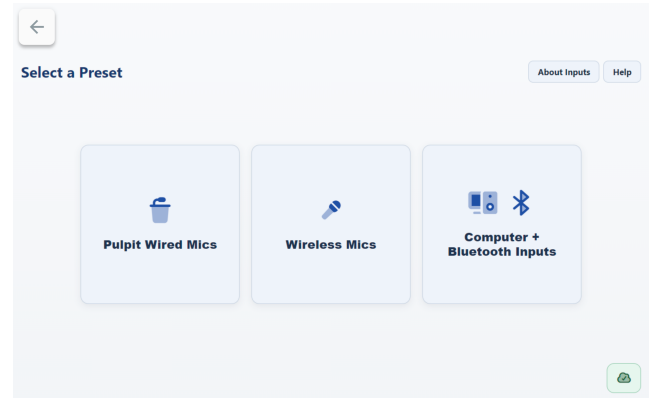 Select a Preset
About Inputs
Help
Pulpit Wired Mics
Wireless Mics
Computer +
Bluetooth Inputs